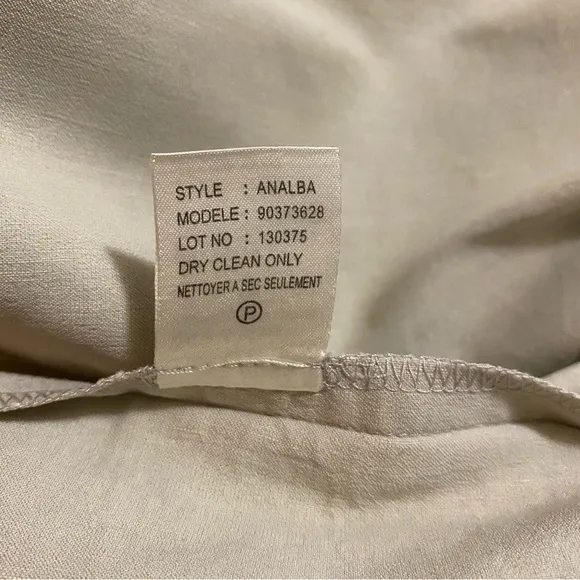 STYLE : ANALBA
MODELE : 90373628
LOT NO : 130375
DRY CLEAN ONLY
NETTOYER A SEC SEULEMENT
P